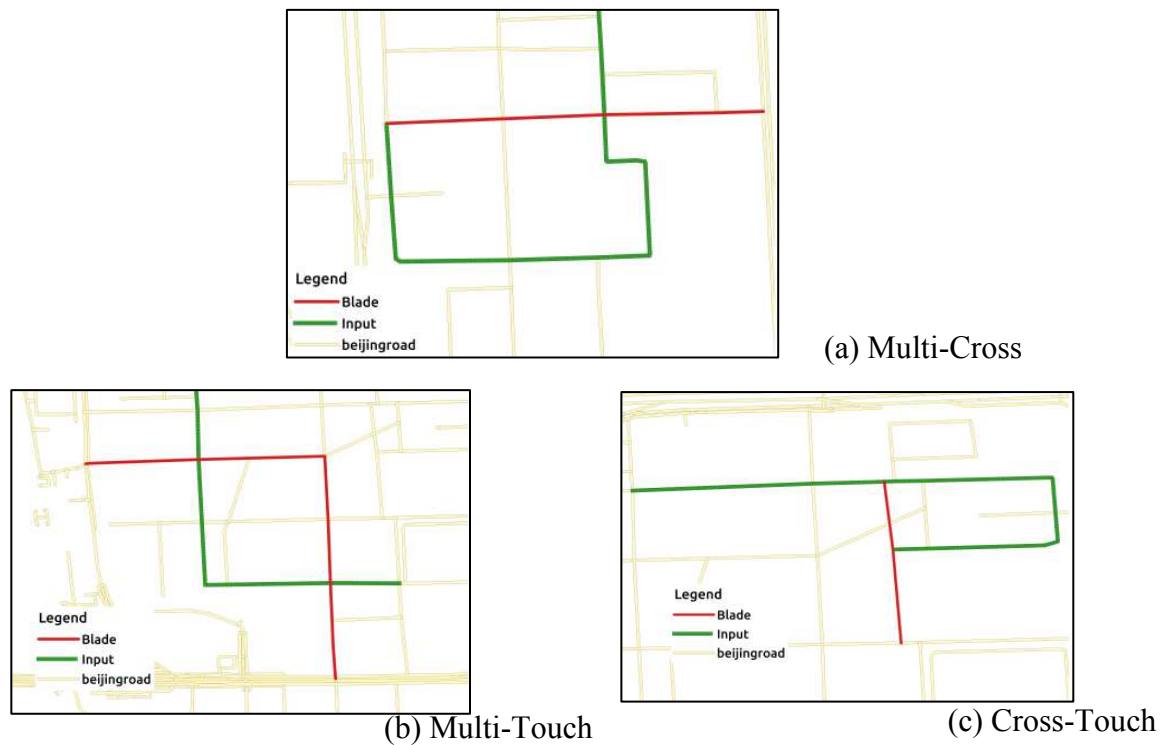 Legend
Blade
Input
beijingroad
(a) Multi-Cross
Legend
Blade
Input
beijingroad
(b) Multi-Touch
Legend
Blade
Input
beijingroad
(c) Cross-Touch